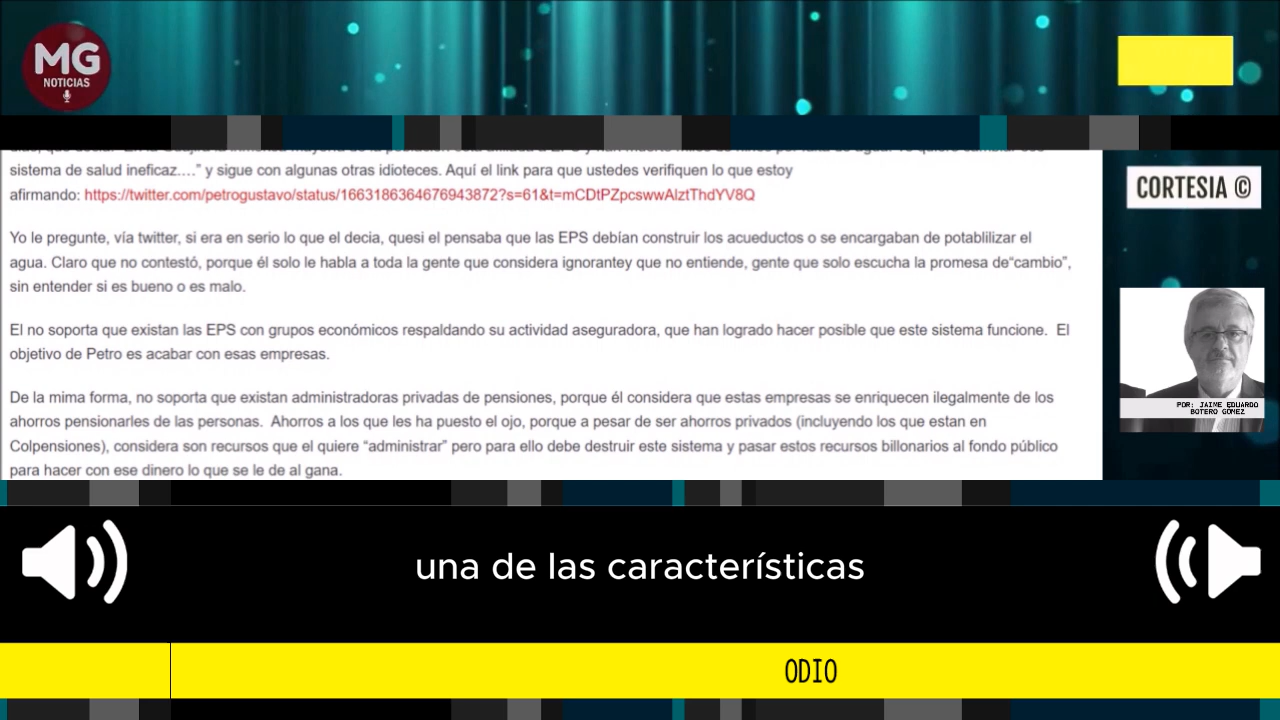 MG
NOTICIAS
sistema de salud ineficaz....” y sigue con algunas otras idioteces. Aquí el link para que ustedes verifiquen lo que estoy
afirmando: https://twitter.com/petrogustavo/status/1663186364676943872?s=61&t=mCDtPZpcswwAlztThdYV8Q
Yo le pregunte, vía twitter, si era en serio lo que el decia, quesi el pensaba que las EPS debían construir los acueductos o se encargaban de potablilizar el
agua. Claro que no contestó, porque él solo le habla a toda la gente que considera ignorantey que no entiende, gente que solo escucha la promesa de“cambio”,
sin entender si es bueno o es malo.
El no soporta que existan las EPS con grupos económicos respaldando su actividad aseguradora, que han logrado hacer posible que este sistema funcione. El
objetivo de Petro es acabar con esas empresas.
De la mima forma, no soporta que existan administradoras privadas de pensiones, porque él considera que estas empresas se enriquecen ilegalmente de los
ahorros pensionarles de las personas. Ahorros a los que les ha puesto el ojo, porque a pesar de ser ahorros privados (incluyendo los que estan en
Colpensiones), considera son recursos que el quiere “administrar” pero para ello debe destruir este sistema y pasar estos recursos billonarios al fondo público
para hacer con ese dinero lo que se le de al gana.
CORTESIA ©
POR: JAIME EDUARDO
BOTERO GÓMEZ
una de las características
ODIO